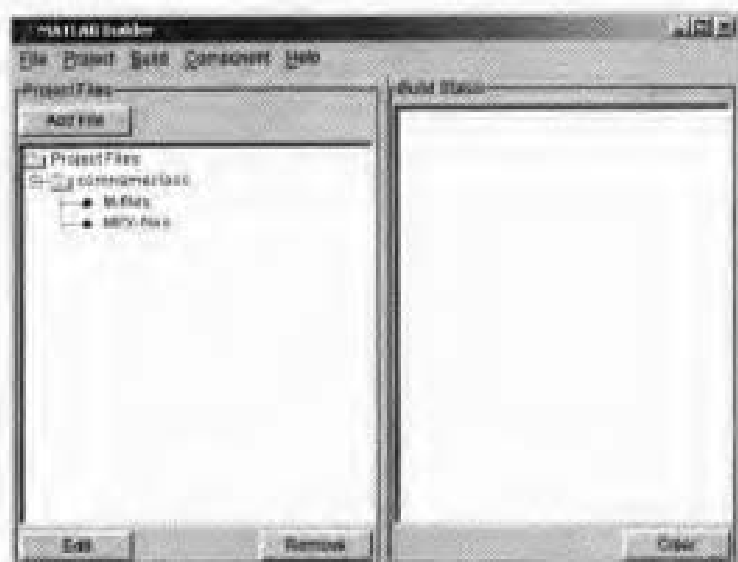 MATLAB Builder
File Project Build Component Help
Project Files
Add File
Project Files
comnameclass
M-files
MEX-files
Edit
Remove
Build Status
Clear